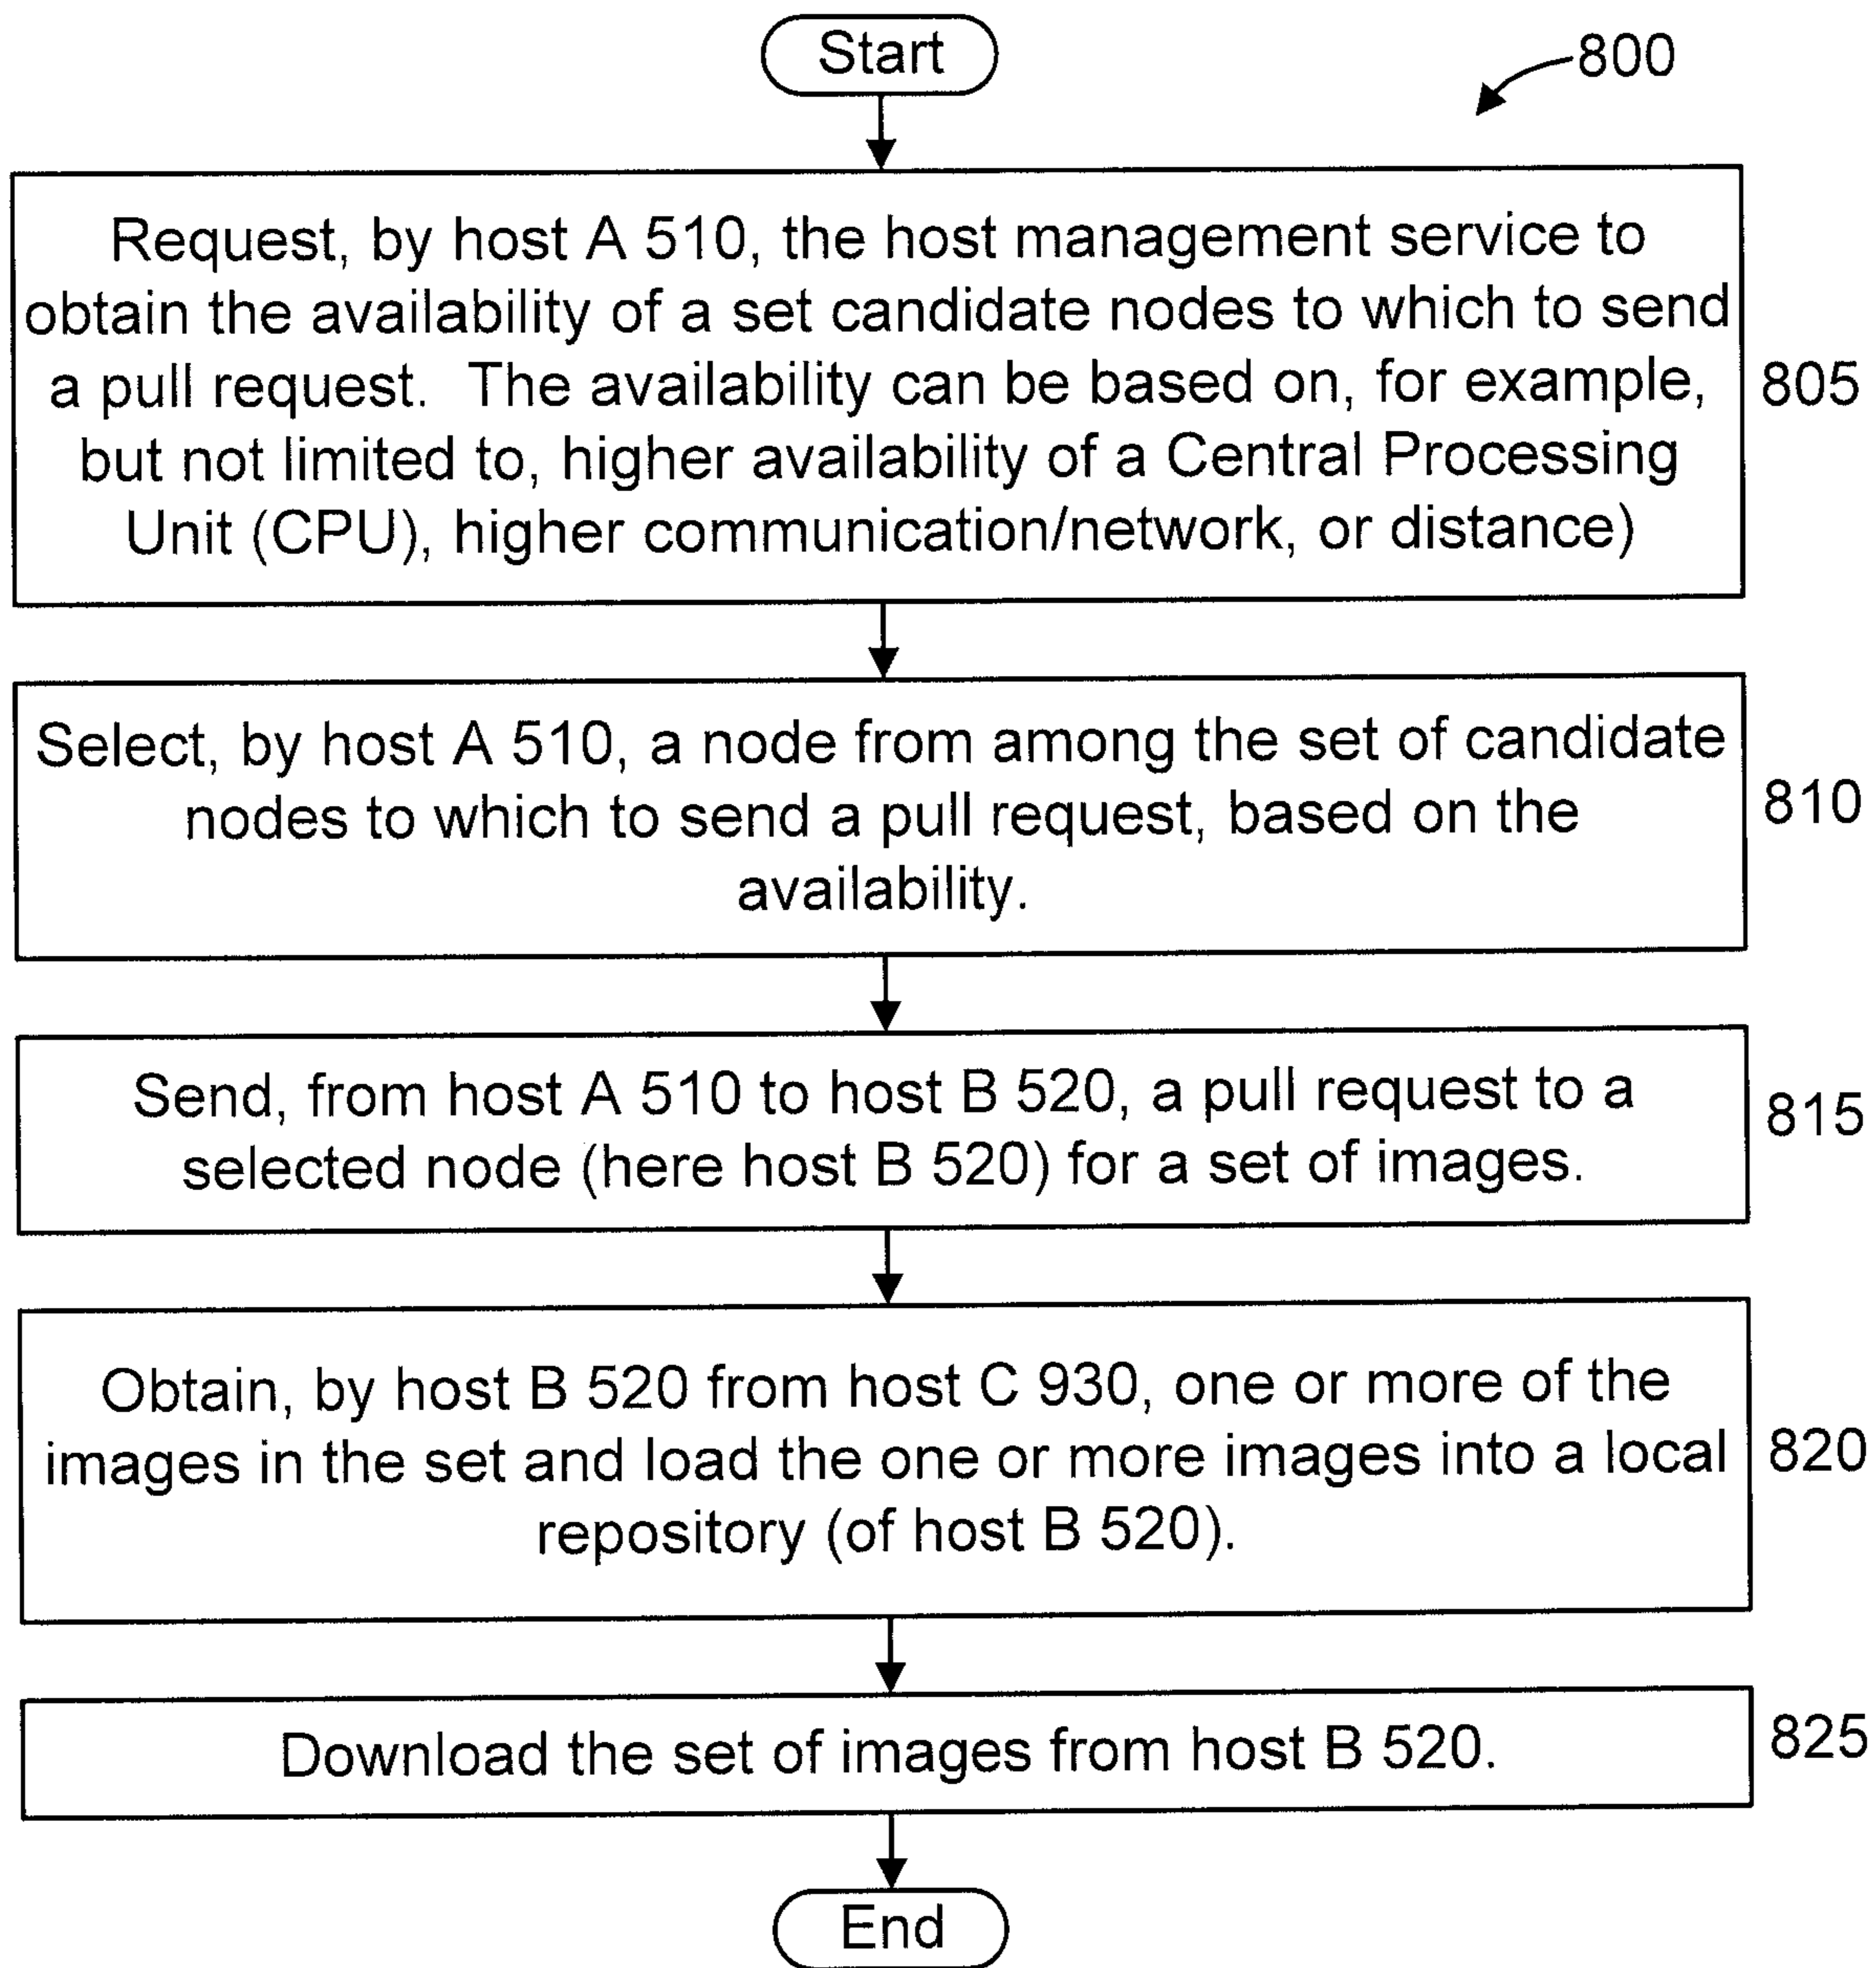 Start
800
Request, by host A 510, the host management service to
obtain the availability of a set candidate nodes to which to send
a pull request. The availability can be based on, for example,
but not limited to, higher availability of a Central Processing
Unit (CPU), higher communication/network, or distance)
805
Select, by host A 510, a node from among the set of candidate
nodes to which to send a pull request, based on the
availability.
810
Send, from host A 510 to host B 520, a pull request to a
selected node (here host B 520) for a set of images.
815
Obtain, by host B 520 from host C 930, one or more of the
images in the set and load the one or more images into a local
repository (of host B 520).
820
Download the set of images from host B 520.
825
End